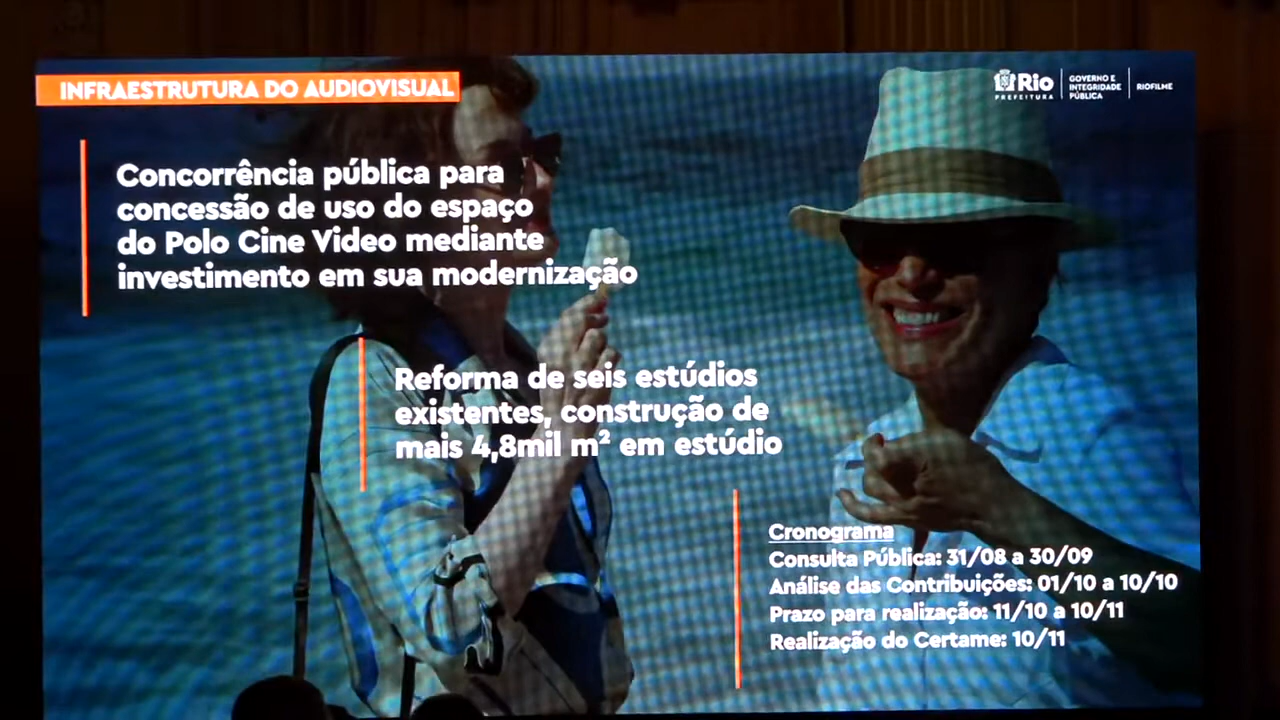 INFRAESTRUTURA DO AUDIOVISUAL
Rio
PREFEITURA
GOVERNO E
INTEGRIDADE
PÚBLICA
RIOFILME
Concorrência pública para
concessão de uso do espaço
do Polo Cine Video mediante
investimento em sua modernização
Reforma de seis estúdios
existentes, construção de
mais 4,8mil m² em estúdio
Cronograma
Consulta Pública: 31/08 a 30/09
Análise das Contribuições: 01/10 a 10/10
Prazo para realização: 11/10 a 10/11
Realização do Certame: 10/11